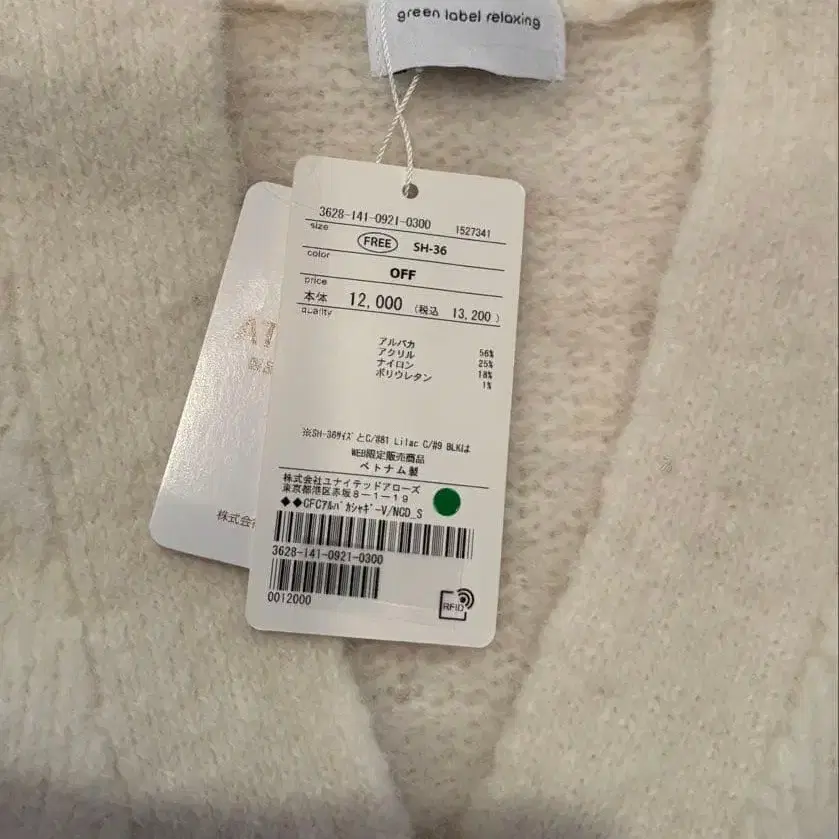 green label relaxing
3628-141-0921-0300 1527341
size
FREE SH-36
color
OFF
price
本体 12,000 (税込 13,200 )
quality
アルパカ 56%
アクリル 25%
ナイロン 18%
ポリウレタン 1%
※SH-36サイズとC/#81 Lilac C/#9 BLKは
WEB限定販売商品
ベトナム製
株式会社ユナイテッドアローズ
東京都港区赤坂8-1-19
◆◆CFCアルパカシャギーV/NCD_S
3628-141-0921-0300
0012000
RFID
株式会